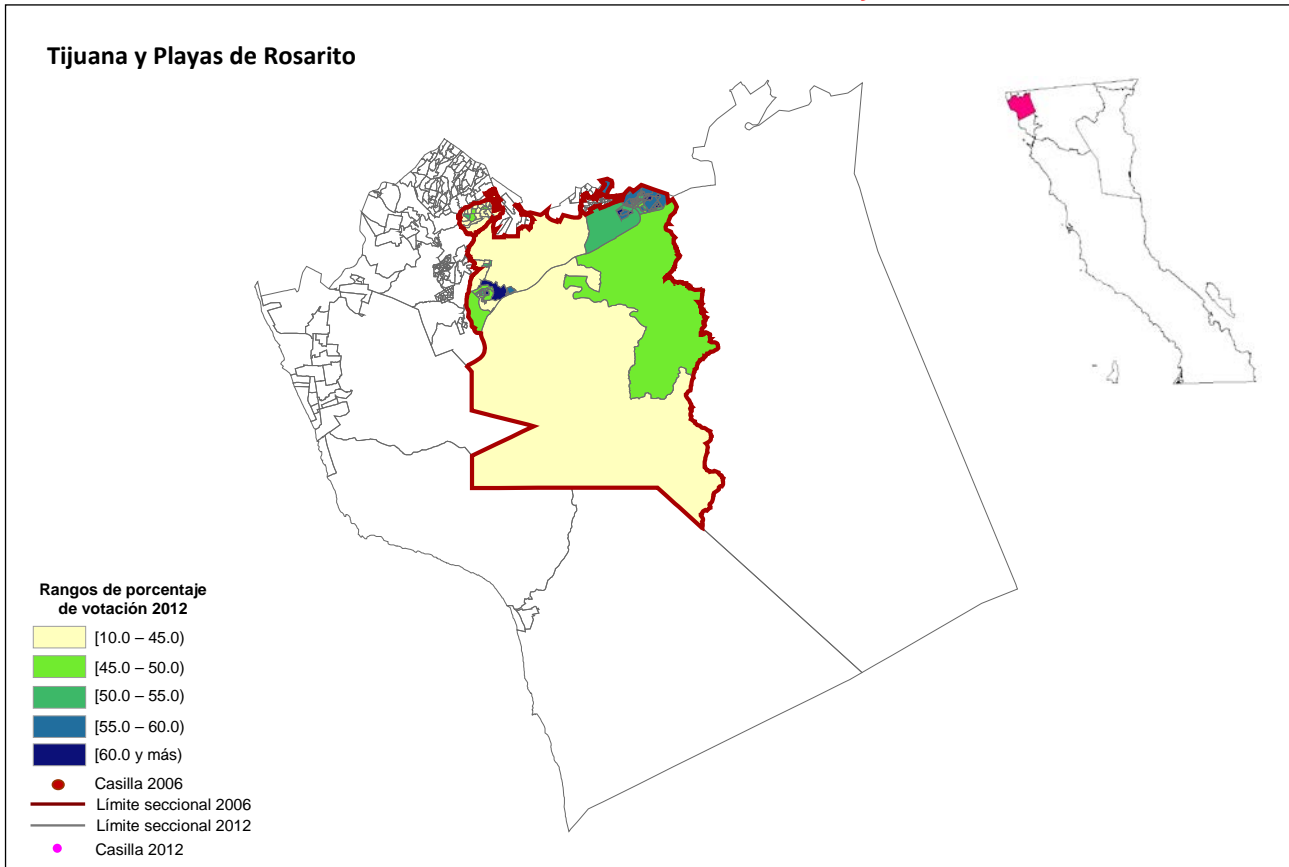 Tijuana y Playas de Rosarito
Rangos de porcentaje
de votación 2012
[10.0 – 45.0)
[45.0 – 50.0)
[50.0 – 55.0)
[55.0 – 60.0)
[60.0 y más)
Casilla 2006
Límite seccional 2006
Límite seccional 2012
Casilla 2012